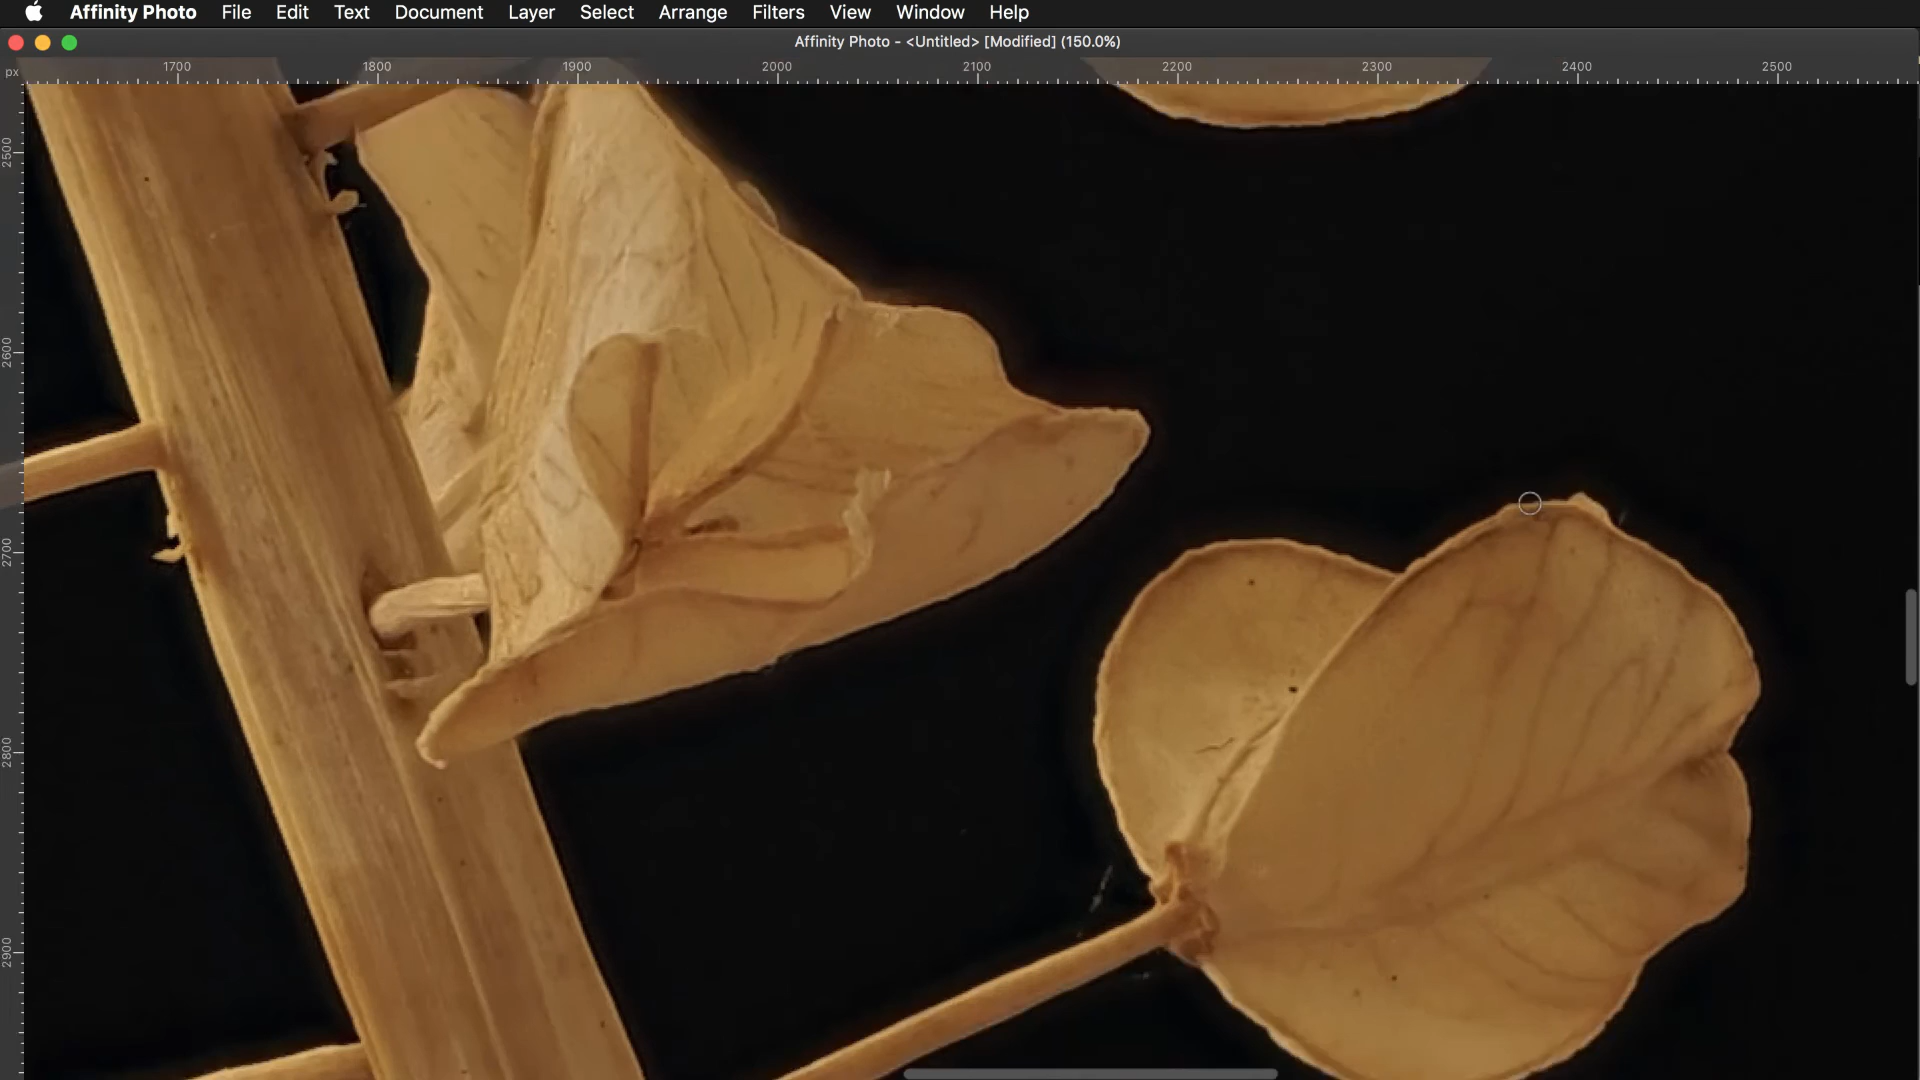 Affinity Photo File Edit Text Document Layer Select Arrange Filters View Window Help
Affinity Photo - <Untitled> [Modified] (150.0%)
px 1700 1800 1900 2000 2100 2200 2300 2400 2500
2500
2600
2700
2800
2900